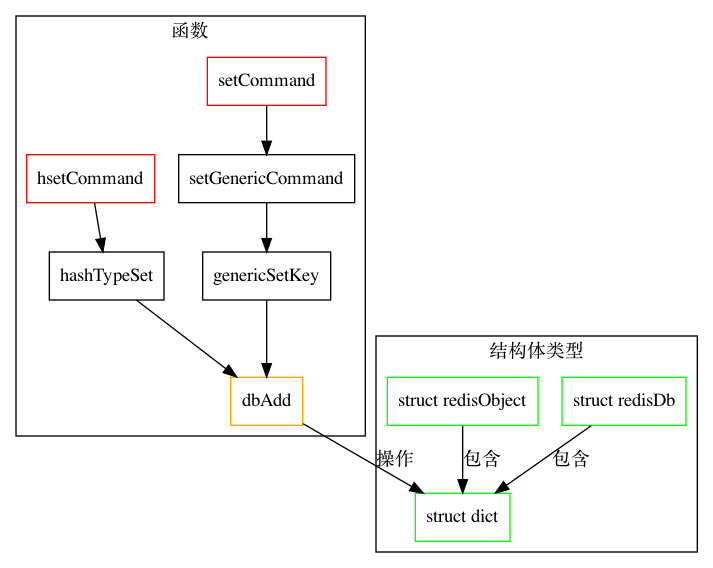 函数
setCommand
hsetCommand
setGenericCommand
hashTypeSet
genericSetKey
dbAdd
结构体类型
struct redisObject
struct redisDb
操作
包含
包含
struct dict